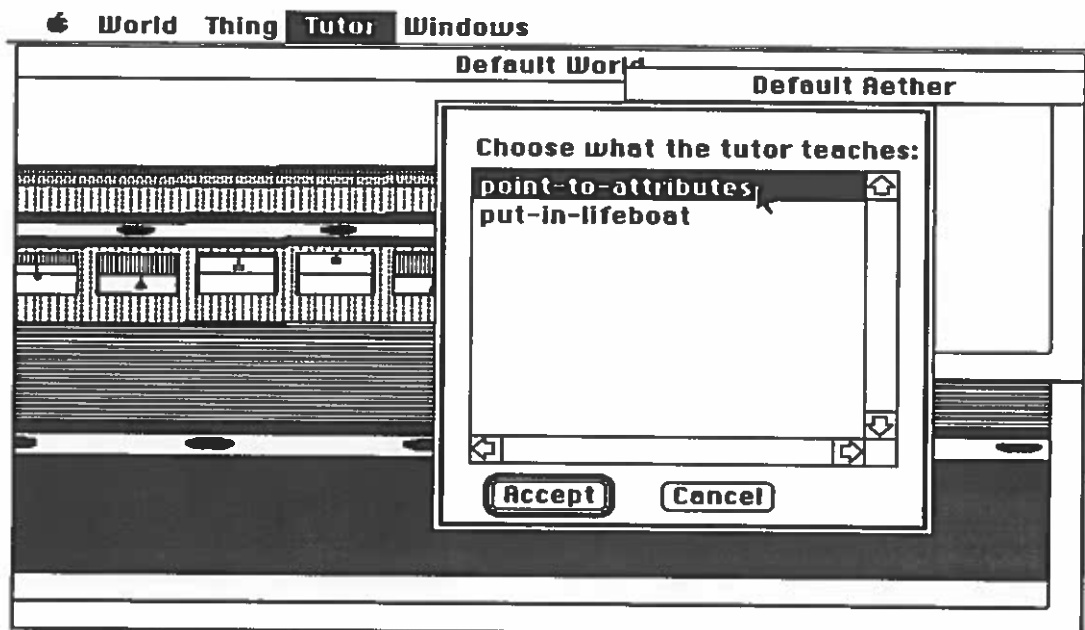 World Thing Tutor Windows
Default World
Default Aether
Choose what the tutor teaches:
point-to-attributes
put-in-lifeboat
Accept Cancel